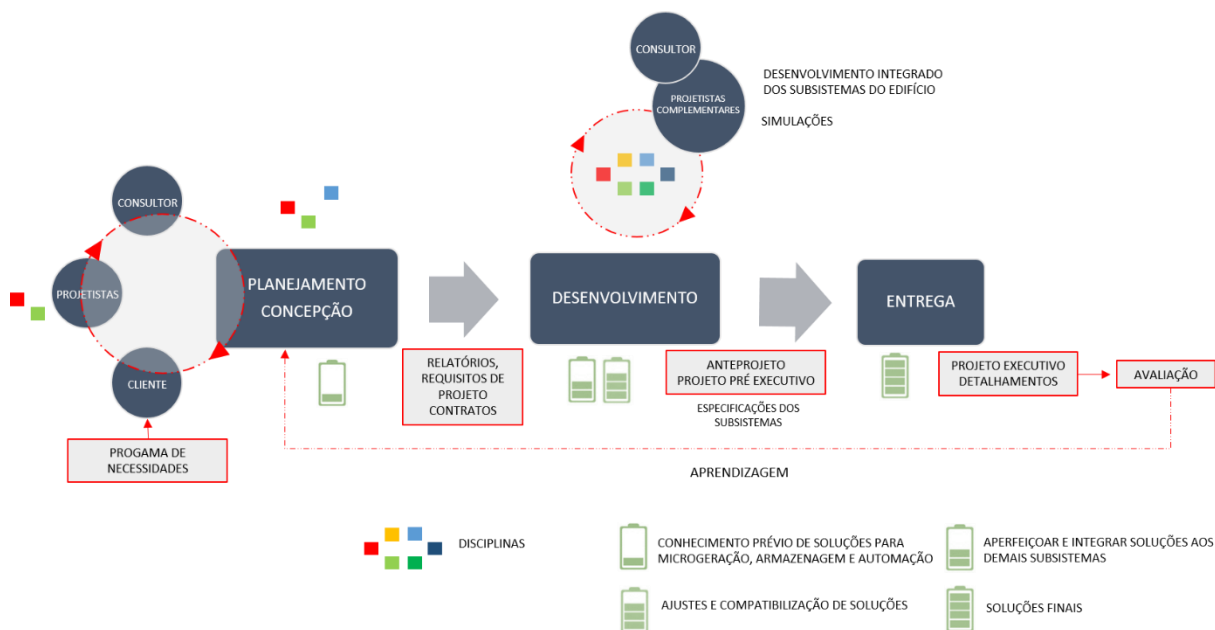 CONSULTOR
PROJETISTAS
COMPLEMENTARES
DESENVOLVIMENTO INTEGRADO
DOS SUBSISTEMAS DO EDIFÍCIO
SIMULAÇÕES
CONSULTOR
PROJETISTAS
CLIENTE
PROGAMA DE
NECESSIDADES
PLANEJAMENTO
CONCEPÇÃO
RELATÓRIOS,
REQUISITOS DE
PROJETO
CONTRATOS
DESENVOLVIMENTO
ANTEPROJETO
PROJETO PRÉ EXECUTIVO
ESPECIFICAÇÕES DOS
SUBSISTEMAS
ENTREGA
PROJETO EXECUTIVO
DETALHAMENTOS
AVALIAÇÃO
APRENDIZAGEM
DISCIPLINAS
CONHECIMENTO PRÉVIO DE SOLUÇÕES PARA
MICROGERAÇÃO, ARMAZENAGEM E AUTOMAÇÃO
APERFEIÇOAR E INTEGRAR SOLUÇÕES AOS
DEMAIS SUBSISTEMAS
AJUSTES E COMPATIBILIZAÇÃO DE SOLUÇÕES
SOLUÇÕES FINAIS